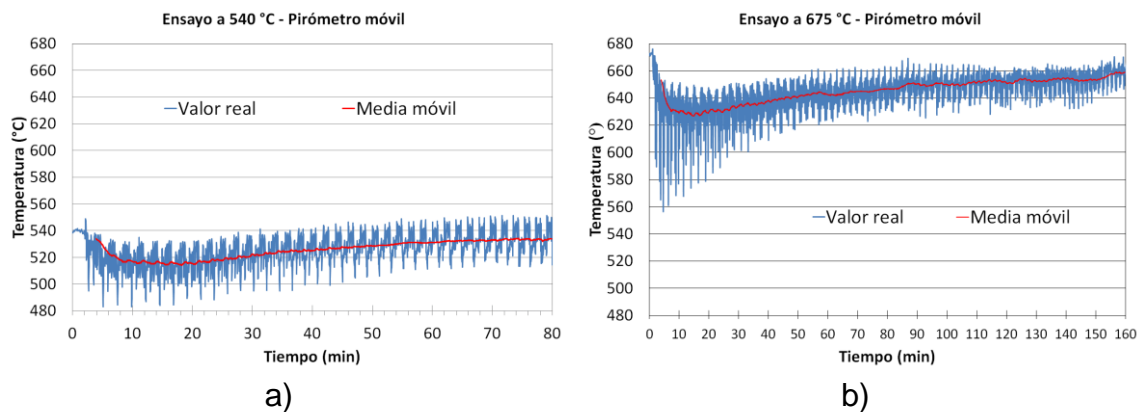 Ensayo a 540 °C - Pirómetro móvil
680
660
640
620
600
580
560
540
520
500
480
Temperatura (°C)
Valor real
Media móvil
0 10 20 30 40 50 60 70 80
Tiempo (min)
a)
Ensayo a 675 °C - Pirómetro móvil
680
660
640
620
600
580
560
540
520
500
480
Temperatura (°)
Valor real
Media móvil
0 10 20 30 40 50 60 70 80 90 100 110 120 130 140 150 160
Tiempo (min)
b)